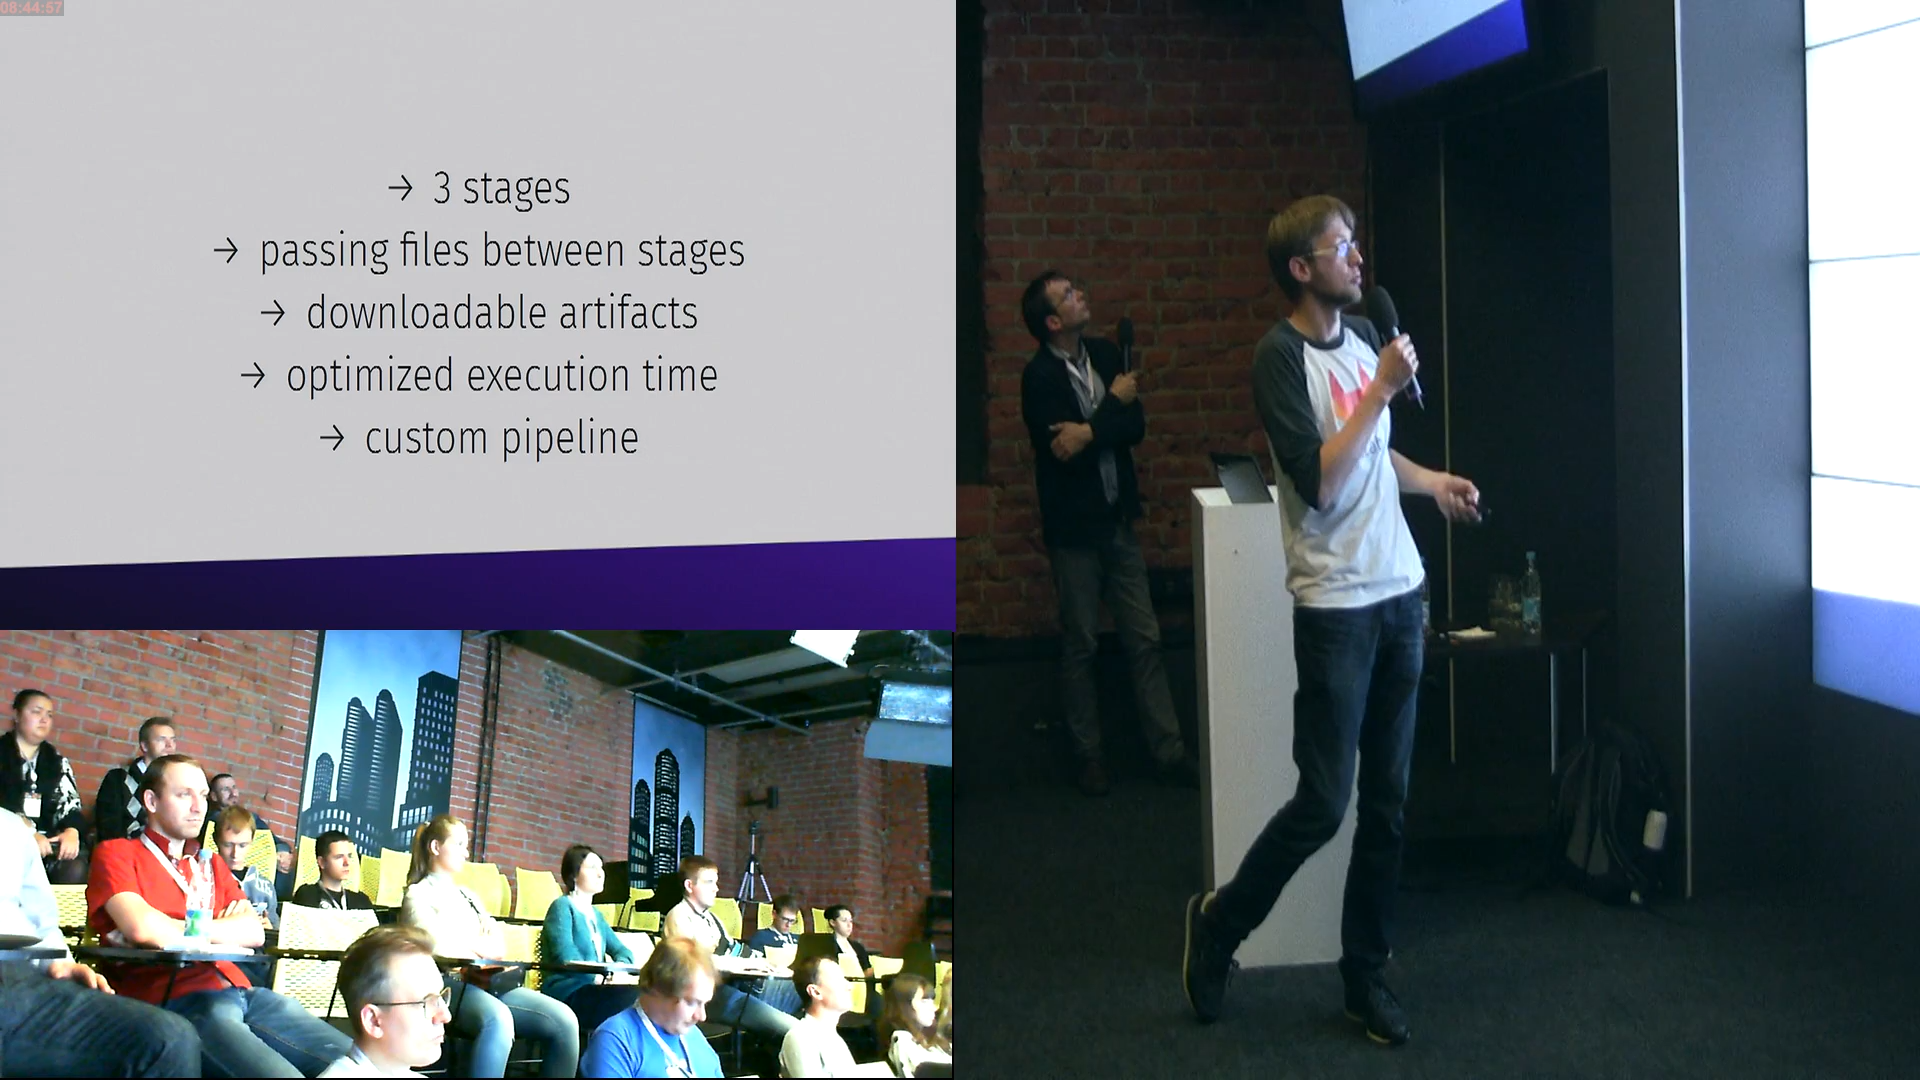 08:44:57
→ 3 stages
→ passing files between stages
→ downloadable artifacts
→ optimized execution time
→ custom pipeline